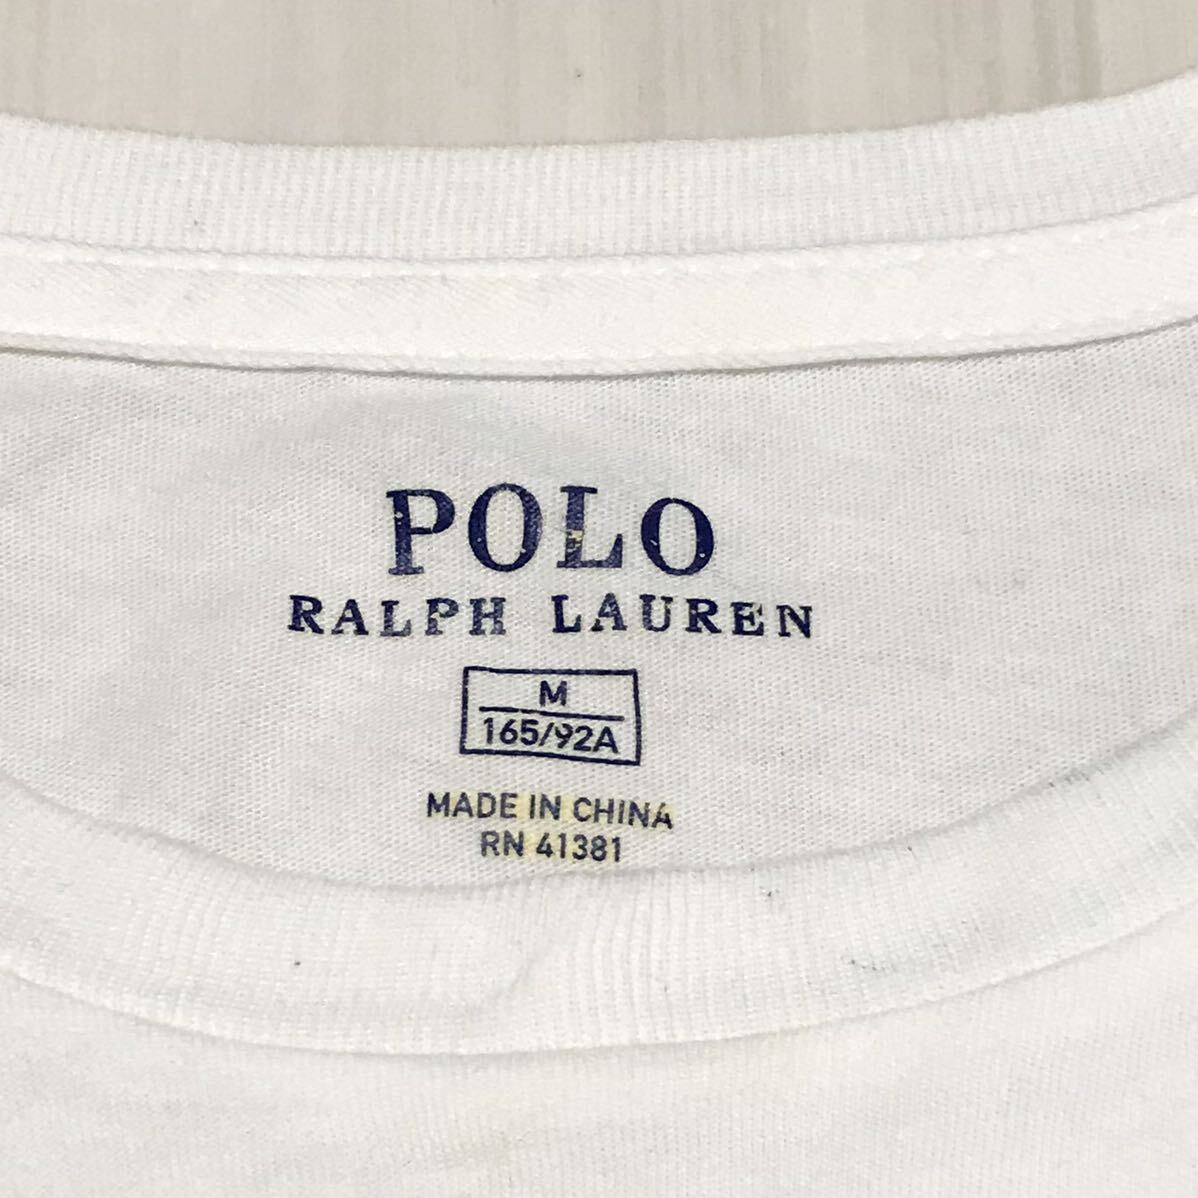 POLO
RALPH LAUREN
M
165/92A
MADE IN CHINA
RN 41381